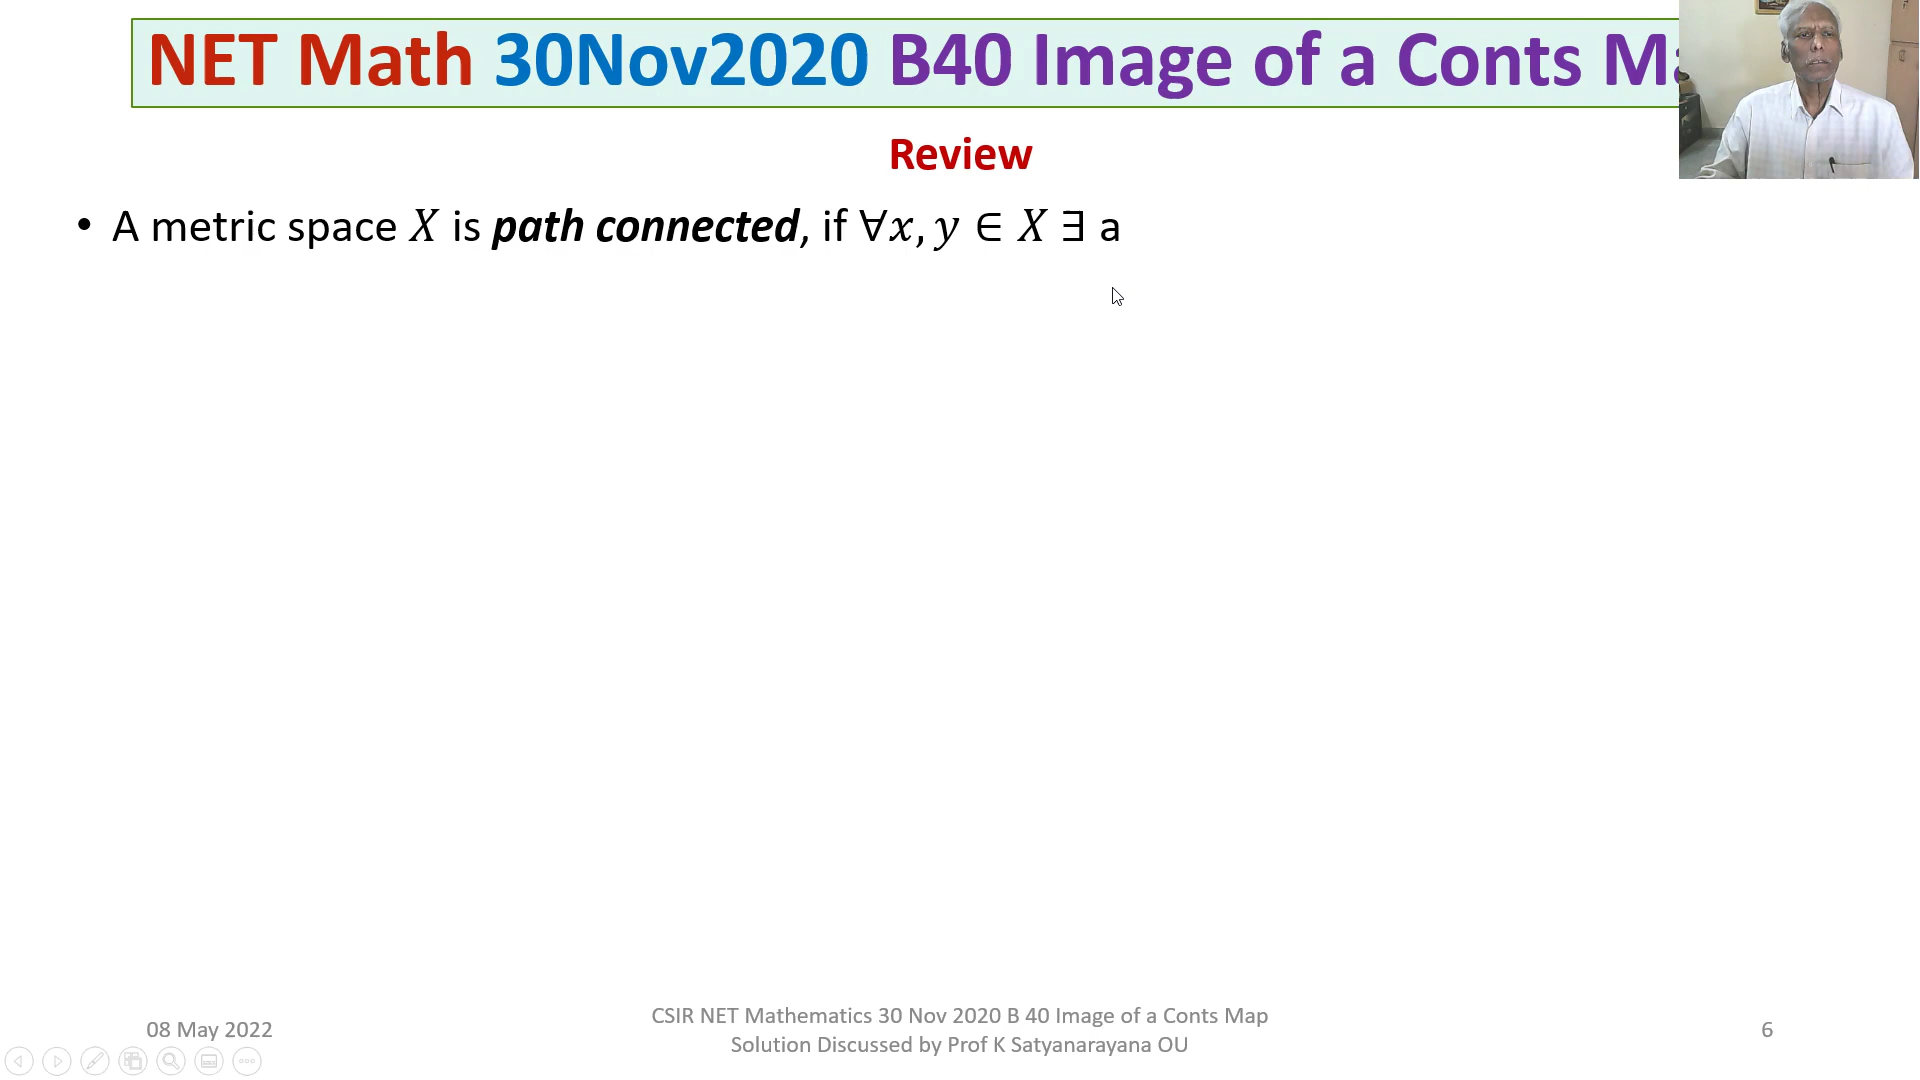 NET Math 30Nov2020 B40 Image of a Conts Ma
Review
• A metric space X is path connected, if ∀x, y ∈ X ∃ a
08 May 2022
CSIR NET Mathematics 30 Nov 2020 B 40 Image of a Conts Map
Solution Discussed by Prof K Satyanarayana OU
6